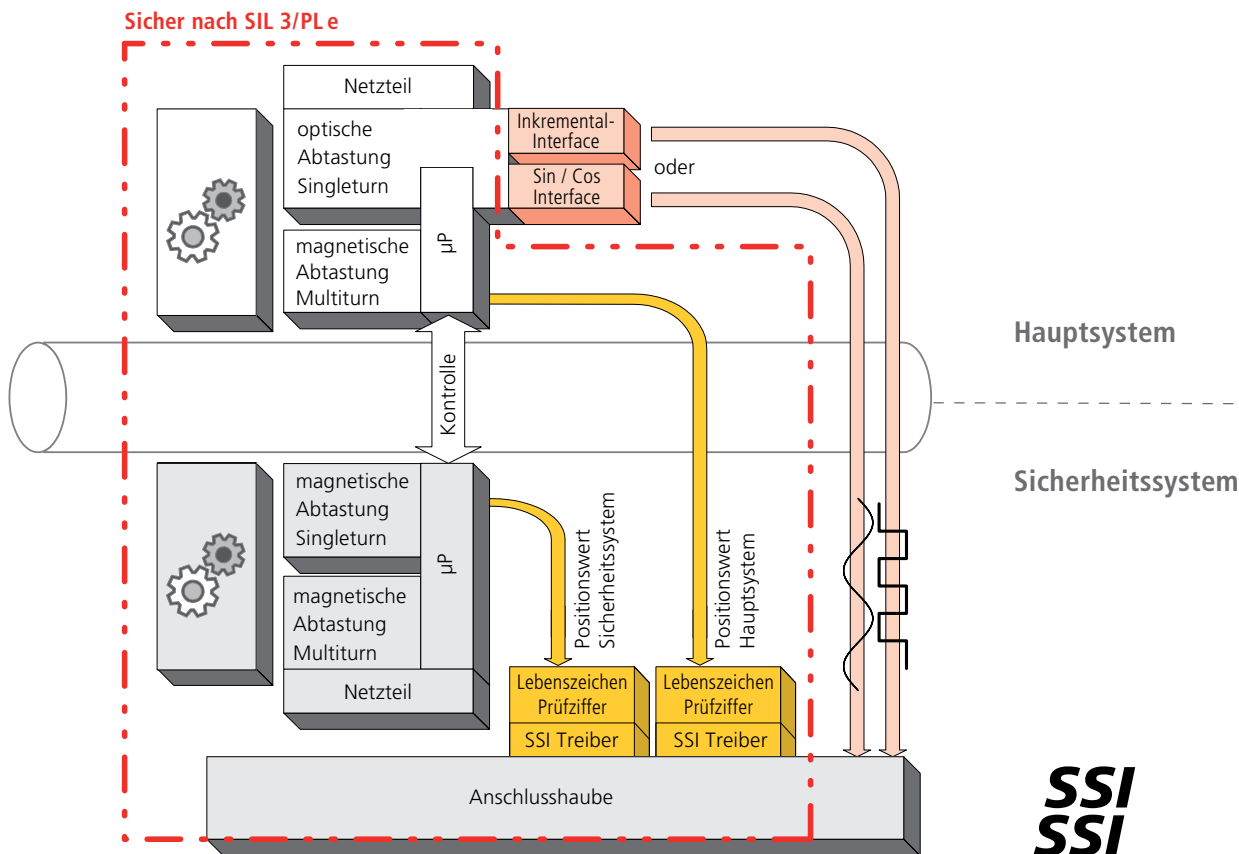 Sicher nach SIL 3/PL e
Netzteil
optische
Abtastung
Singleturn
magnetische
Abtastung
Multiturn
µP
Inkremental-
Interface
oder
Sin / Cos
Interface
Hauptsystem
Kontrolle
Sicherheitssystem
magnetische
Abtastung
Singleturn
magnetische
Abtastung
Multiturn
µP
Netzteil
Positionswert
Sicherheitssystem
Positionswert
Hauptsystem
Lebenszeichen
Prüfziffer
SSI Treiber
Lebenszeichen
Prüfziffer
SSI Treiber
Anschlusshaube
SSI
SSI